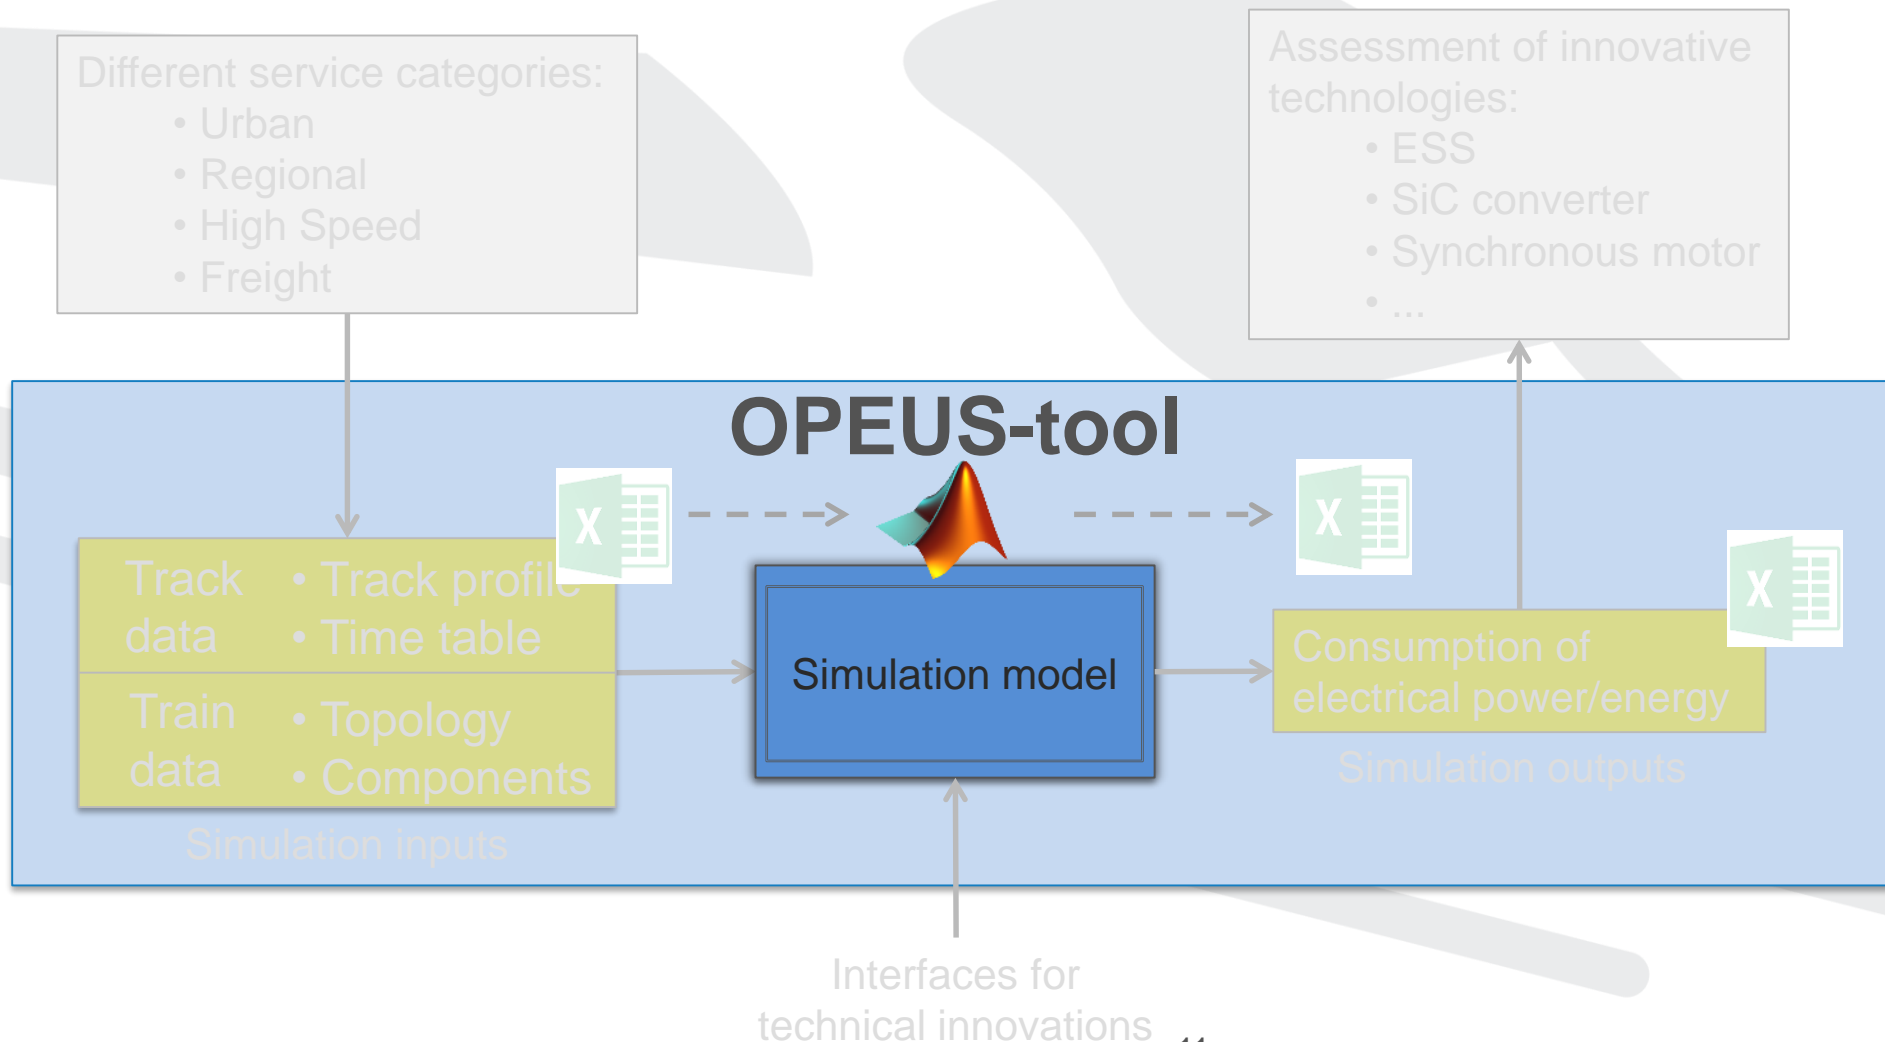 Different service categories:
• Urban
• Regional
• High Speed
• Freight
Assessment of innovative
technologies:
• ESS
• SiC converter
• Synchronous motor
• ...
OPEUS-tool
X
X
X
Track
data
• Track profile
• Time table
Train
data
• Topology
• Components
Simulation inputs
Simulation model
Consumption of
electrical power/energy
Simulation outputs
Interfaces for
technical innovations